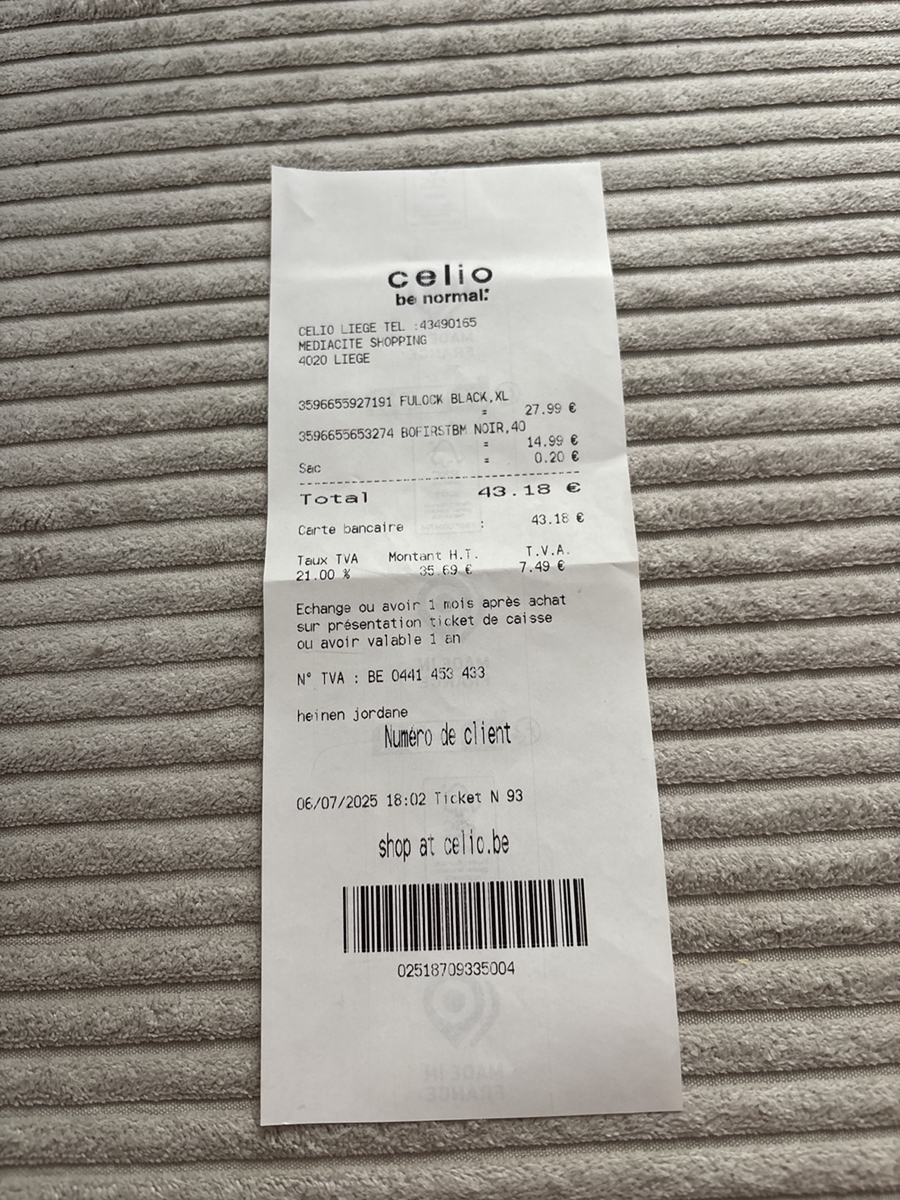 celio
be normal:
CELIO LIEGE TEL :43490165
MEDIACITE SHOPPING
4020 LIEGE
3596655927191 FULOCK BLACK,XL
= 27.99 €
3596655653274 BOFIRSTBM NOIR,40
= 14.99 €
Sac = 0.20 €
Total 43.18 €
Carte bancaire : 43.18 €
Taux TVA Montant H.T. T.V.A.
21.00 % 35.69 € 7.49 €
Echange ou avoir 1 mois après achat
sur présentation ticket de caisse
ou avoir valable 1 an
N° TVA : BE 0441 453 433
heinen jordane
Numéro de client
06/07/2025 18:02 Ticket N 93
shop at celio.be
02518709335004
MADE IN
FRANCE